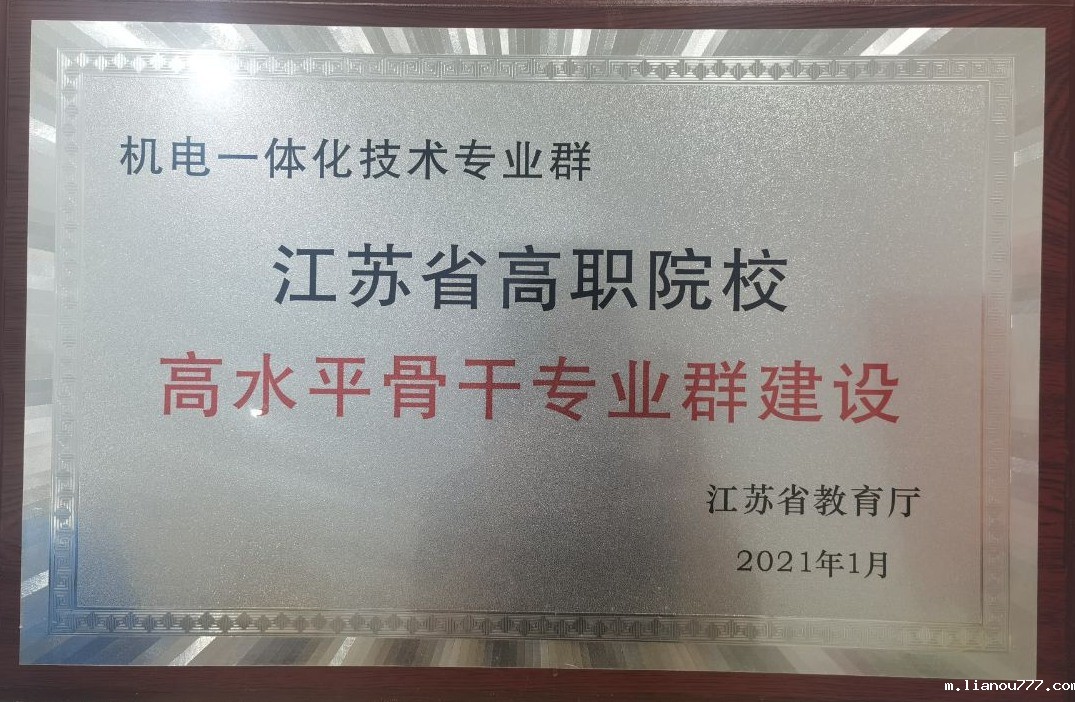 机电一体化技术专业群
江苏省高职院校
高水平骨干专业群建设
江苏省教育厅
2021年1月
m.lianou777.com